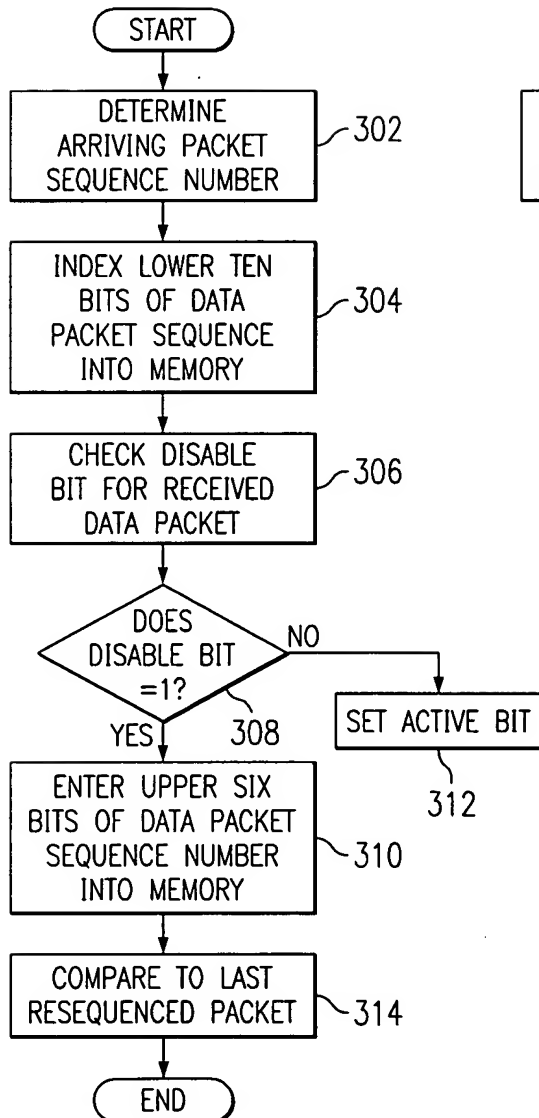 START
DETERMINE
ARRIVING PACKET
SEQUENCE NUMBER
302
INDEX LOWER TEN
BITS OF DATA
PACKET SEQUENCE
INTO MEMORY
304
CHECK DISABLE
BIT FOR RECEIVED
DATA PACKET
306
DOES
DISABLE BIT
=1?
NO
308
YES
SET ACTIVE BIT
312
ENTER UPPER SIX
BITS OF DATA PACKET
SEQUENCE NUMBER
INTO MEMORY
310
COMPARE TO LAST
RESEQUENCED PACKET
314
END